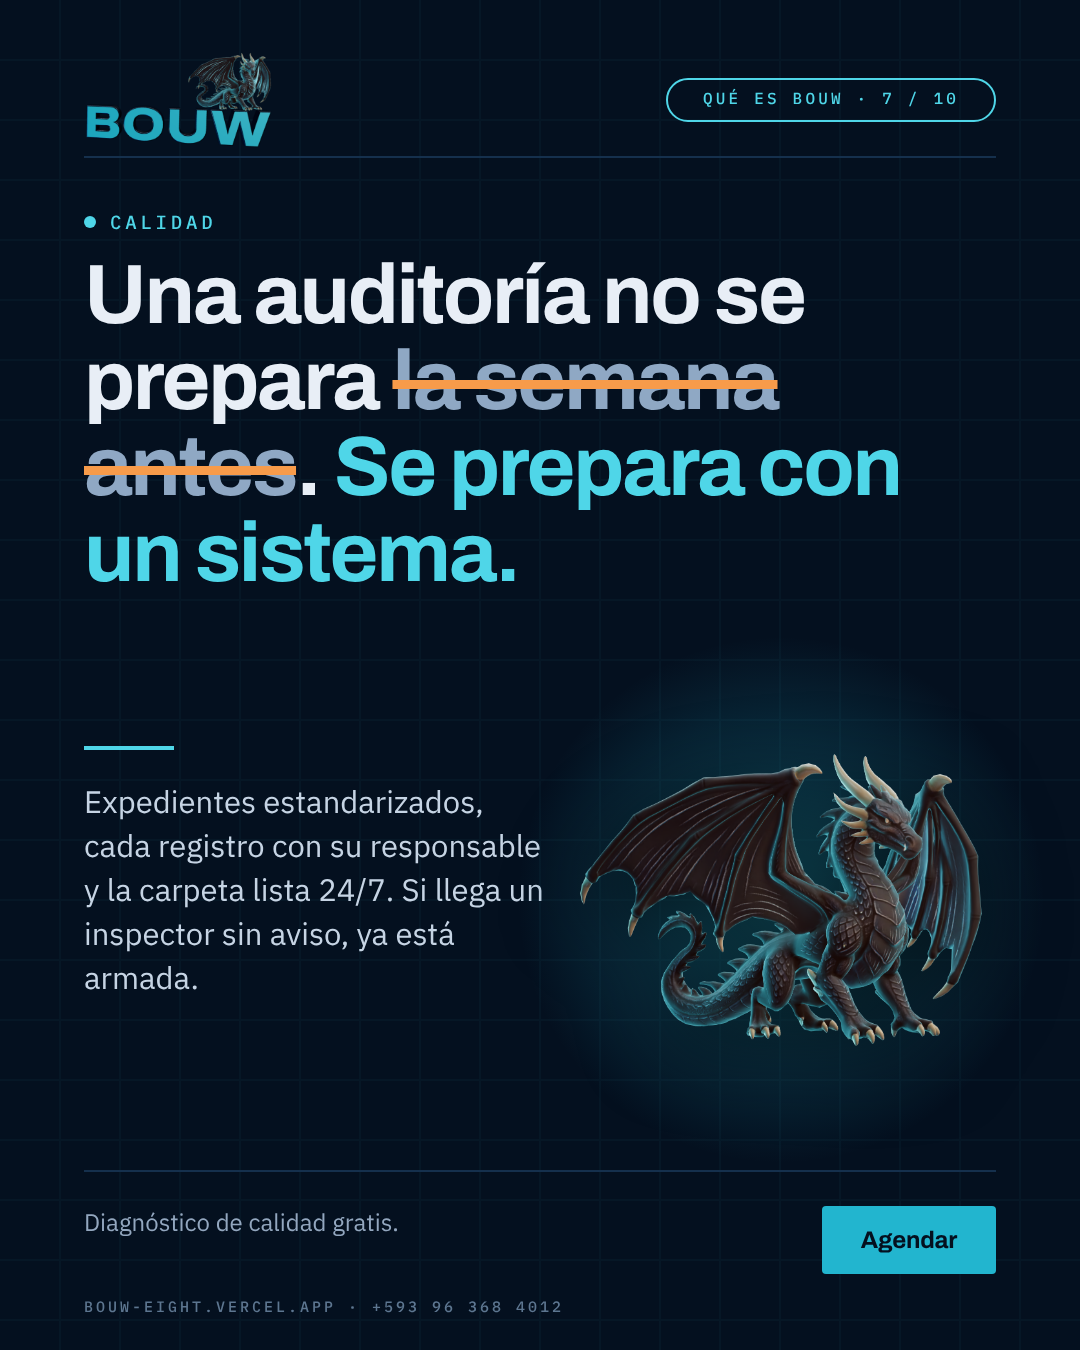 BOUW
QUÉ ES BOUW · 7 / 10
CALIDAD
Una auditoría no se
prepara la semana
antes. Se prepara con
un sistema.
Expedientes estandarizados,
cada registro con su responsable
y la carpeta lista 24/7. Si llega un
inspector sin aviso, ya está
armada.
Diagnóstico de calidad gratis.
Agendar
BOUW-EIGHT.VERCEL.APP · +593 96 368 4012